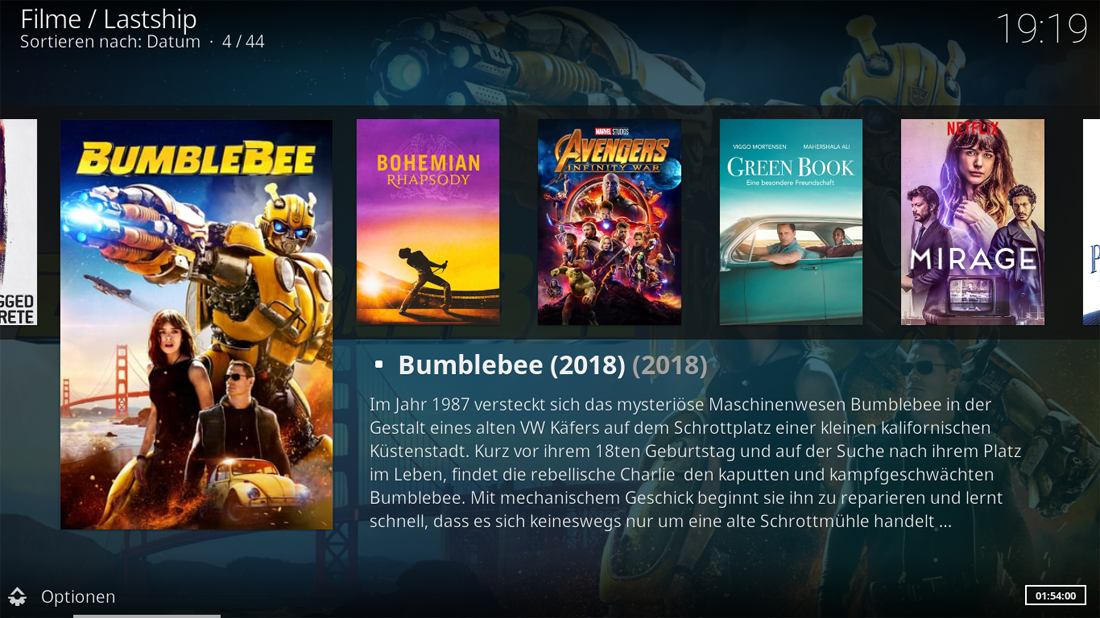 Filme / Lastship
Sortieren nach: Datum · 4 / 44
19:19
GGED
RETE
BUMBLEBEE
BOHEMIAN
RHAPSODY
MARVEL STUDIOS
AVENGERS
INFINITY WAR
VIGGO MORTENSEN MAHERSHALA ALI
GREEN BOOK
Eine besondere Freundschaft
NETFLIX
MIRAGE
P
▪ Bumblebee (2018) (2018)
Im Jahr 1987 versteckt sich das mysteriöse Maschinenwesen Bumblebee in der
Gestalt eines alten VW Käfers auf dem Schrottplatz einer kleinen kalifornischen
Küstenstadt. Kurz vor ihrem 18ten Geburtstag und auf der Suche nach ihrem Platz
im Leben, findet die rebellische Charlie den kaputten und kampfgeschwächten
Bumblebee. Mit mechanischem Geschick beginnt sie ihn zu reparieren und lernt
schnell, dass es sich keineswegs nur um eine alte Schrottmühle handelt ...
Optionen
01:54:00